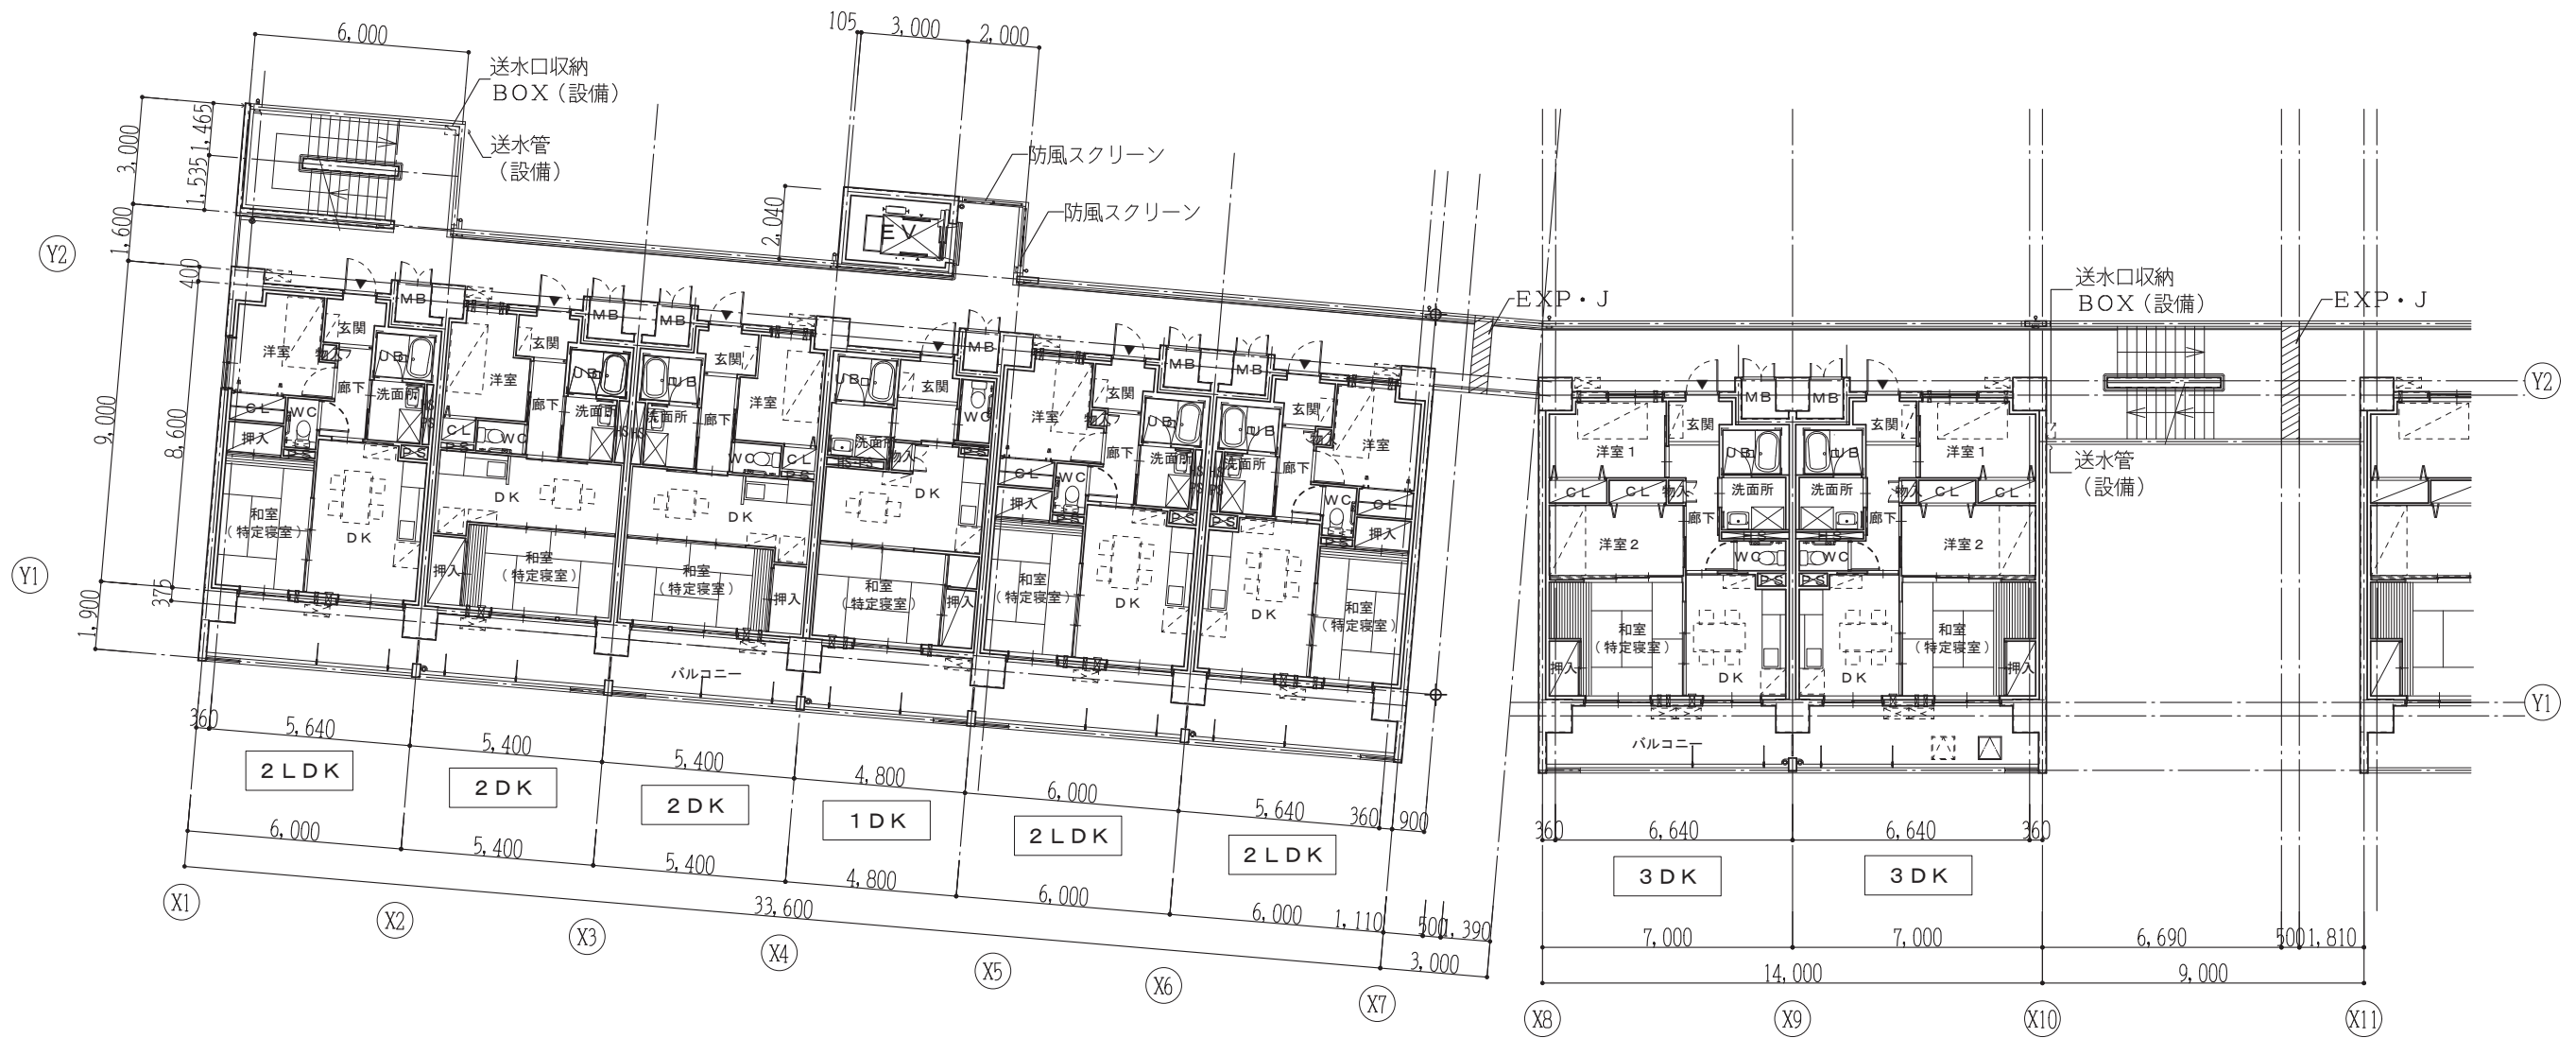 105
3,000
2,000
6,000
送水口収納
BOX(設備)
送水管
(設備)
防風スクリーン
防風スクリーン
3,000
1,465
1,535
1,600
400
2,040
EV
Y2
9,000
8,600
Y1
375
1,900
MB
MB
MB
MB
MB
MB
洋室
玄関
物入
UB
廊下
洗面所
CL
WC
押入
PS
和室
(特定寝室)
DK
洋室
玄関
UB
廊下
洗面所
CL
WC
DK
押入
和室
(特定寝室)
UB
玄関
洗面所
廊下
洋室
WC
CL
PS
DK
和室
(特定寝室)
押入
UB
玄関
WC
洗面所
物入
PS
DK
和室
(特定寝室)
押入
洋室
玄関
物入
UB
廊下
洗面所
CL
WC
押入
PS
和室
(特定寝室)
DK
UB
玄関
物入
洗面所
廊下
洋室
WC
CL
押入
PS
DK
和室
(特定寝室)
バルコニー
EXP・J
送水口収納
BOX(設備)
EXP・J
送水管
(設備)
Y2
Y1
MB
MB
玄関
玄関
洋室1
UB
UB
洋室1
CL
CL
物入
洗面所
洗面所
物入
CL
CL
廊下
廊下
洋室2
WC
WC
洋室2
PS
PS
和室
(特定寝室)
和室
(特定寝室)
押入
DK
DK
押入
バルコニー
360
5,640
5,400
5,400
4,800
6,000
5,640
360
900
2LDK
2DK
2DK
1DK
2LDK
2LDK
6,000
5,400
5,400
4,800
6,000
6,000
1,110
500
1,390
33,600
3,000
X1
X2
X3
X4
X5
X6
X7
360
6,640
6,640
360
3DK
3DK
7,000
7,000
6,690
500
1,810
14,000
9,000
X8
X9
X10
X11